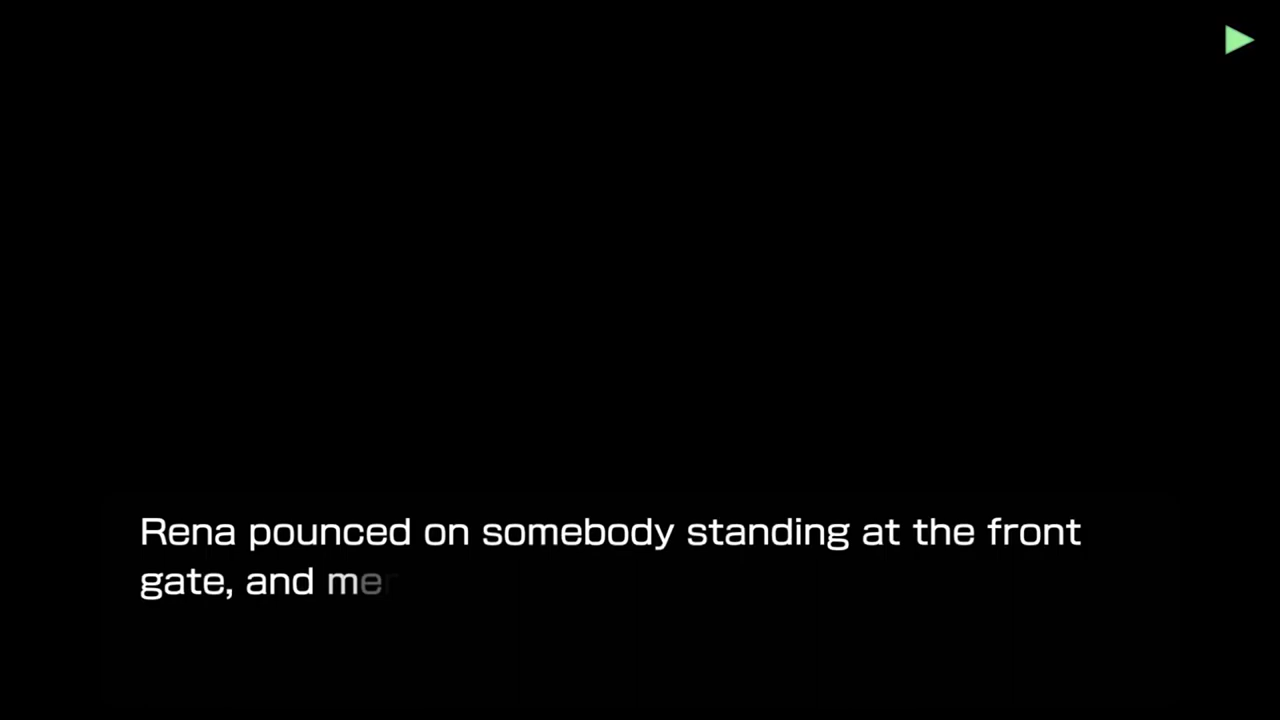 Rena pounced on somebody standing at the front
gate, and me